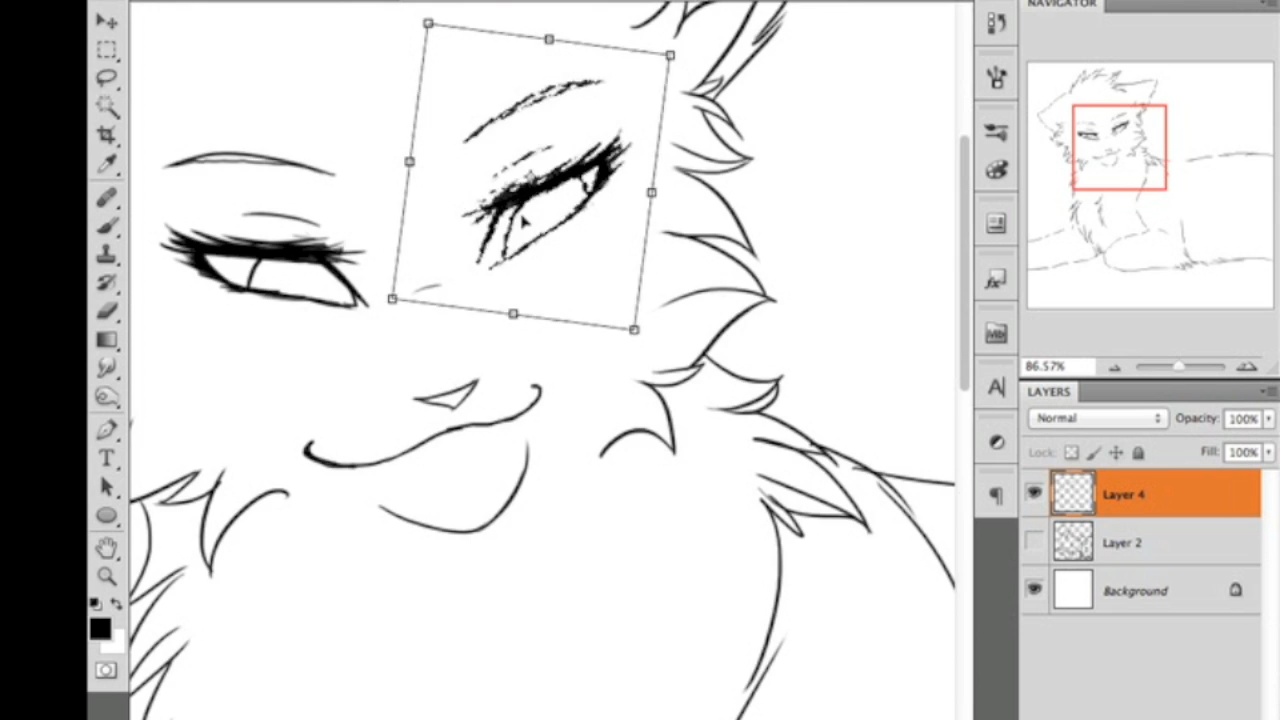 NAVIGATOR
86.57%
LAYERS
Normal
Opacity: 100%
Lock:
Fill: 100%
Layer 4
Layer 2
Background